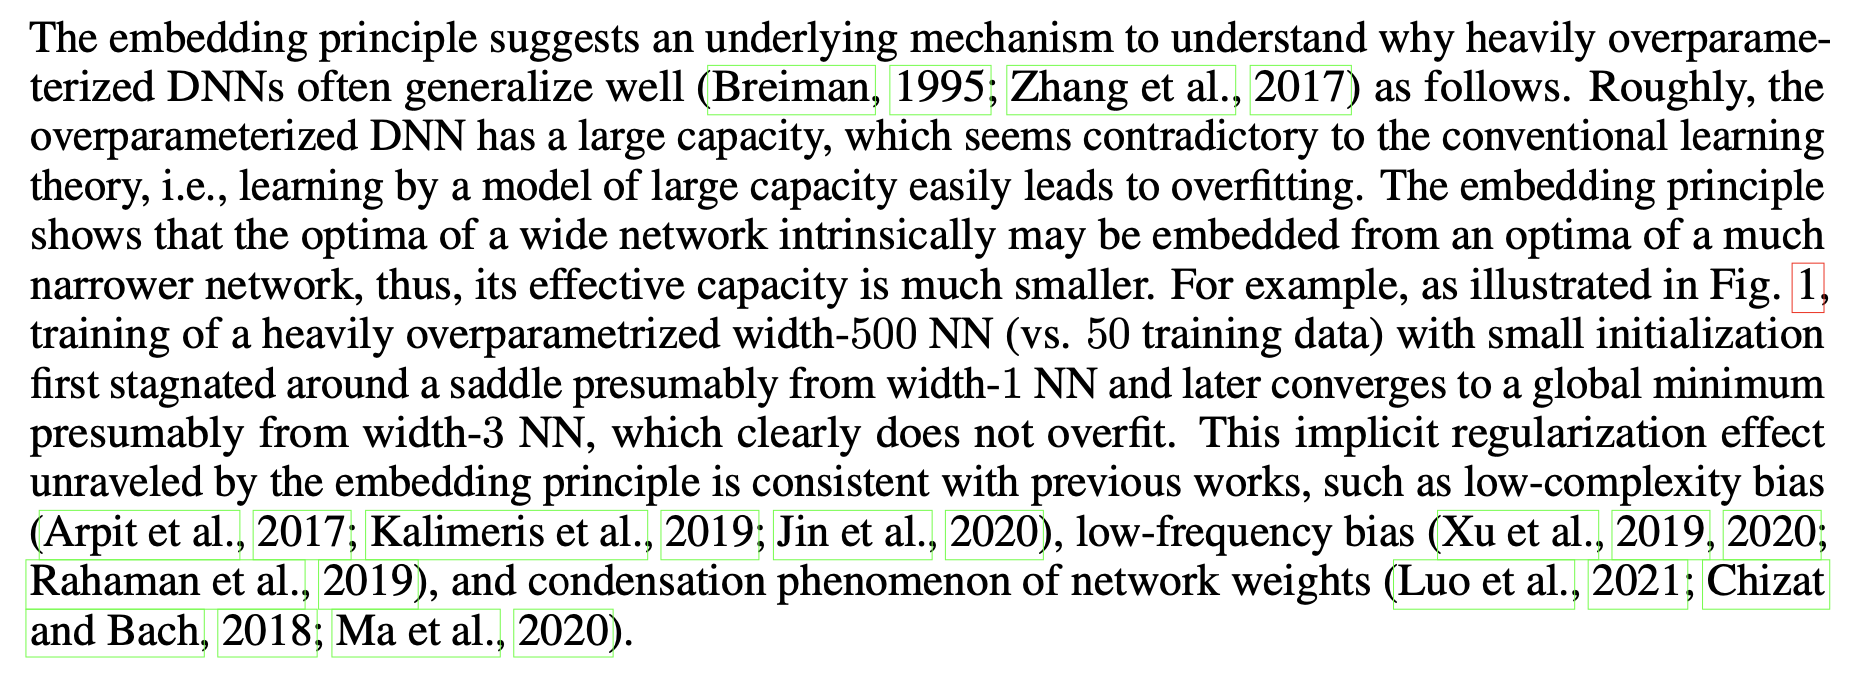 The embedding principle suggests an underlying mechanism to understand why heavily overparame-
terized DNNs often generalize well (Breiman, 1995; Zhang et al., 2017) as follows. Roughly, the
overparameterized DNN has a large capacity, which seems contradictory to the conventional learning
theory, i.e., learning by a model of large capacity easily leads to overfitting. The embedding principle
shows that the optima of a wide network intrinsically may be embedded from an optima of a much
narrower network, thus, its effective capacity is much smaller. For example, as illustrated in Fig. 1,
training of a heavily overparametrized width-500 NN (vs. 50 training data) with small initialization
first stagnated around a saddle presumably from width-1 NN and later converges to a global minimum
presumably from width-3 NN, which clearly does not overfit. This implicit regularization effect
unraveled by the embedding principle is consistent with previous works, such as low-complexity bias
(Arpit et al., 2017; Kalimeris et al., 2019; Jin et al., 2020), low-frequency bias (Xu et al., 2019, 2020;
Rahaman et al., 2019), and condensation phenomenon of network weights (Luo et al., 2021; Chizat
and Bach, 2018; Ma et al., 2020).